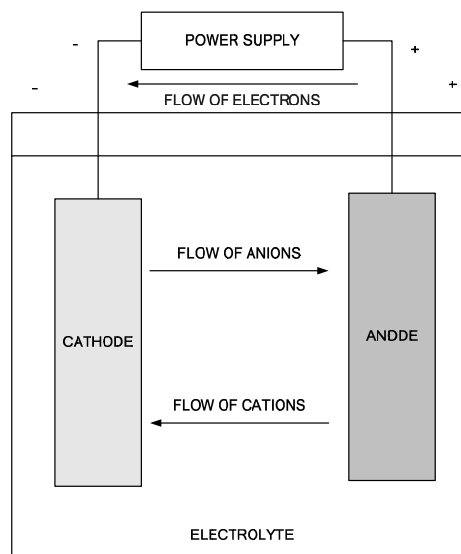 POWER SUPPLY
- +
- +
FLOW OF ELECTRONS
FLOW OF ANIONS
CATHODE
ANDDE
FLOW OF CATIONS
ELECTROLYTE